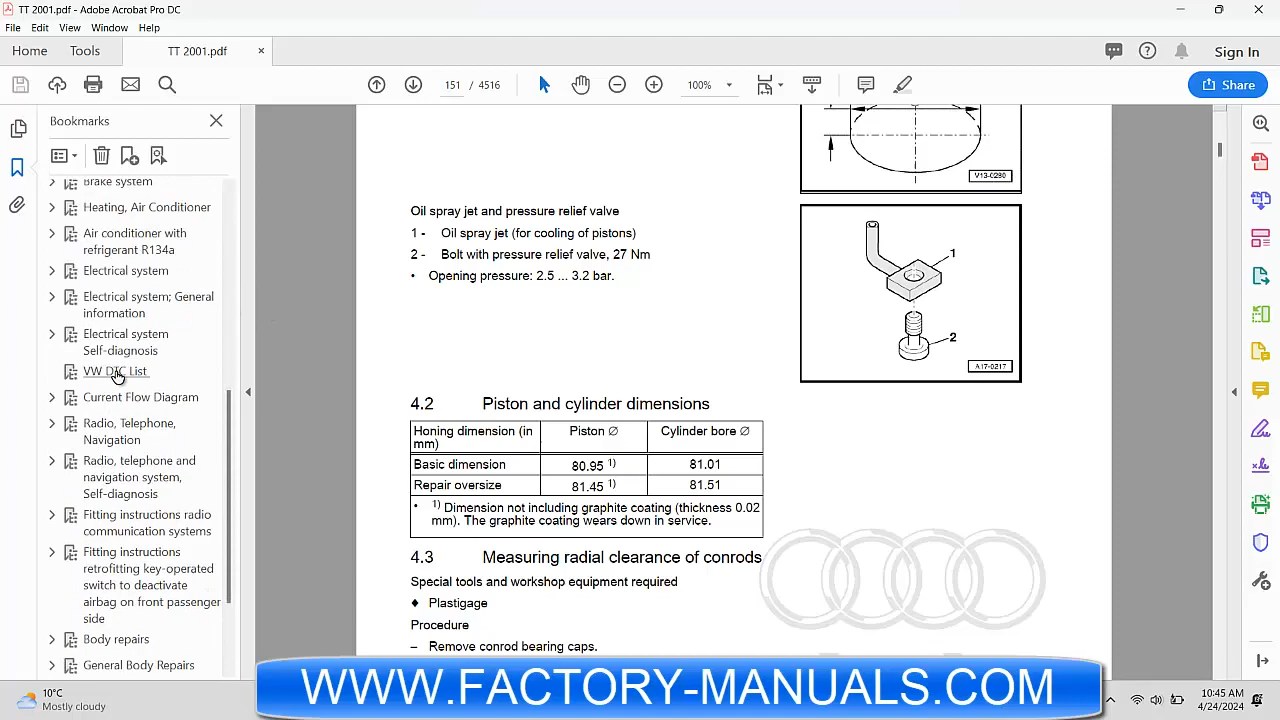 TT 2001.pdf - Adobe Acrobat Pro DC
File Edit View Window Help
Home Tools TT 2001.pdf × Sign In
151 / 4516 100% Share
Bookmarks
Brake system
Heating, Air Conditioner
Air conditioner with
refrigerant R134a
Electrical system
Electrical system; General
information
Electrical system
Self-diagnosis
VW DTC List
Current Flow Diagram
Radio, Telephone,
Navigation
Radio, telephone and
navigation system,
Self-diagnosis
Fitting instructions radio
communication systems
Fitting instructions
retrofitting key-operated
switch to deactivate
airbag on front passenger
side
Body repairs
General Body Repairs
V13-0280
Oil spray jet and pressure relief valve
1 - Oil spray jet (for cooling of pistons)
2 - Bolt with pressure relief valve, 27 Nm
• Opening pressure: 2.5 ... 3.2 bar.
1
2
A17-0217
4.2 Piston and cylinder dimensions
Honing dimension (in
mm) Piston ∅ Cylinder bore ∅
Basic dimension 80.95 1) 81.01
Repair oversize 81.45 1) 81.51
• 1) Dimension not including graphite coating (thickness 0.02
mm). The graphite coating wears down in service.
4.3 Measuring radial clearance of conrods
Special tools and workshop equipment required
♦ Plastigage
Procedure
– Remove conrod bearing caps.
WWW.FACTORY-MANUALS.COM
10°C
Mostly cloudy
10:45 AM
4/24/2024